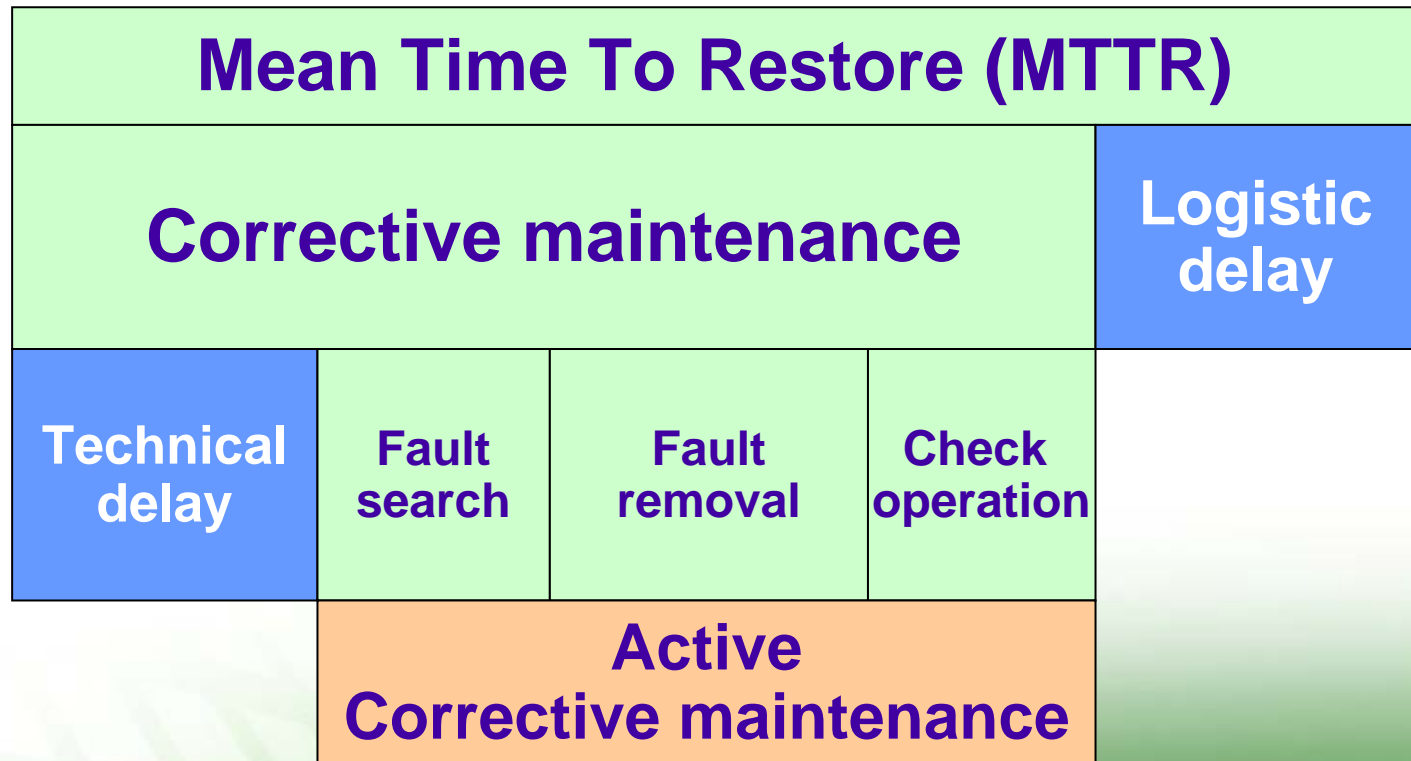 Mean Time To Restore (MTTR)
Corrective maintenance
Logistic
delay
Technical
delay
Fault
search
Fault
removal
Check
operation
Active
Corrective maintenance